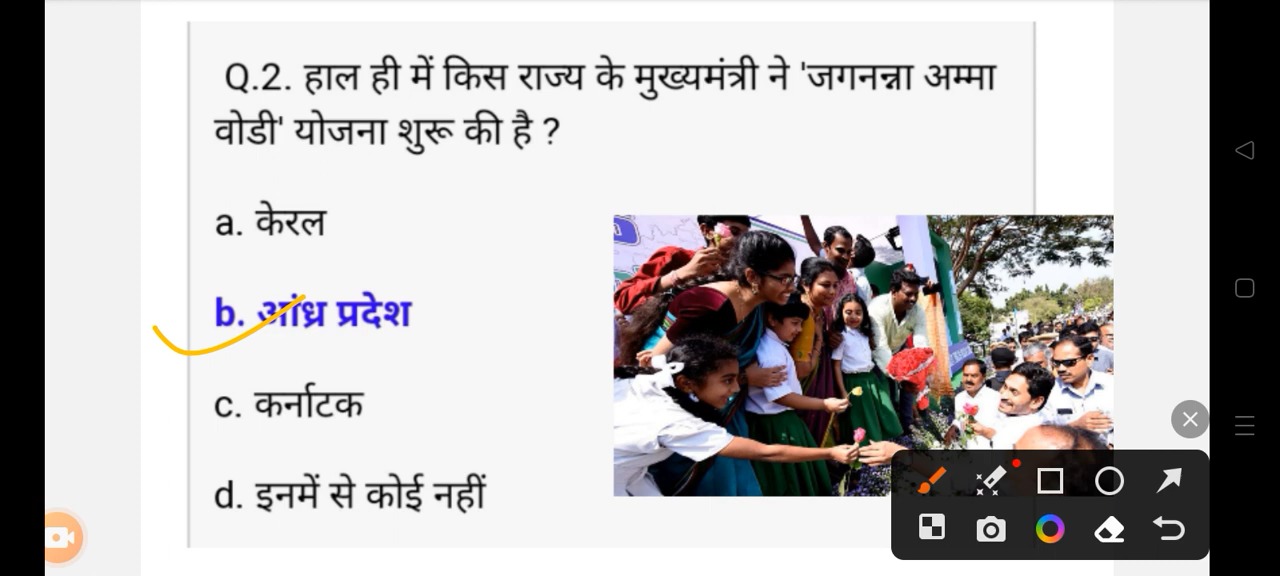 Q.2. हाल ही में किस राज्य के मुख्यमंत्री ने 'जगनन्ना अम्मा
वोडी' योजना शुरू की है ?
a. केरल
b. आंध्र प्रदेश
c. कर्नाटक
d. इनमें से कोई नहीं